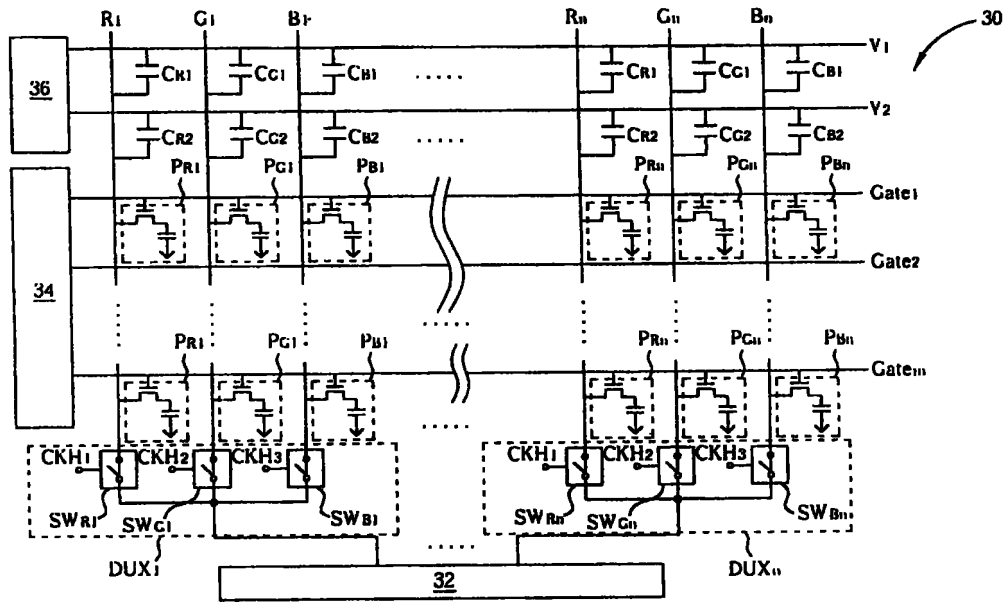 R1 G1 B1 Rn Gn Bn
30
V1
36
CR1 CG1 CB1 CR1 CG1 CB1
V2
CR2 CG2 CB2 CR2 CG2 CB2
PR1 PG1 PB1 PRn PGn PBn
Gate1
Gate2
34
PR1 PG1 PB1 PRn PGn PBn
Gatem
CKH1 CKH2 CKH3 CKH1 CKH2 CKH3
SWR1 SWG1 SWB1 SWRn SWGn SWBn
DUX1 DUXn
32